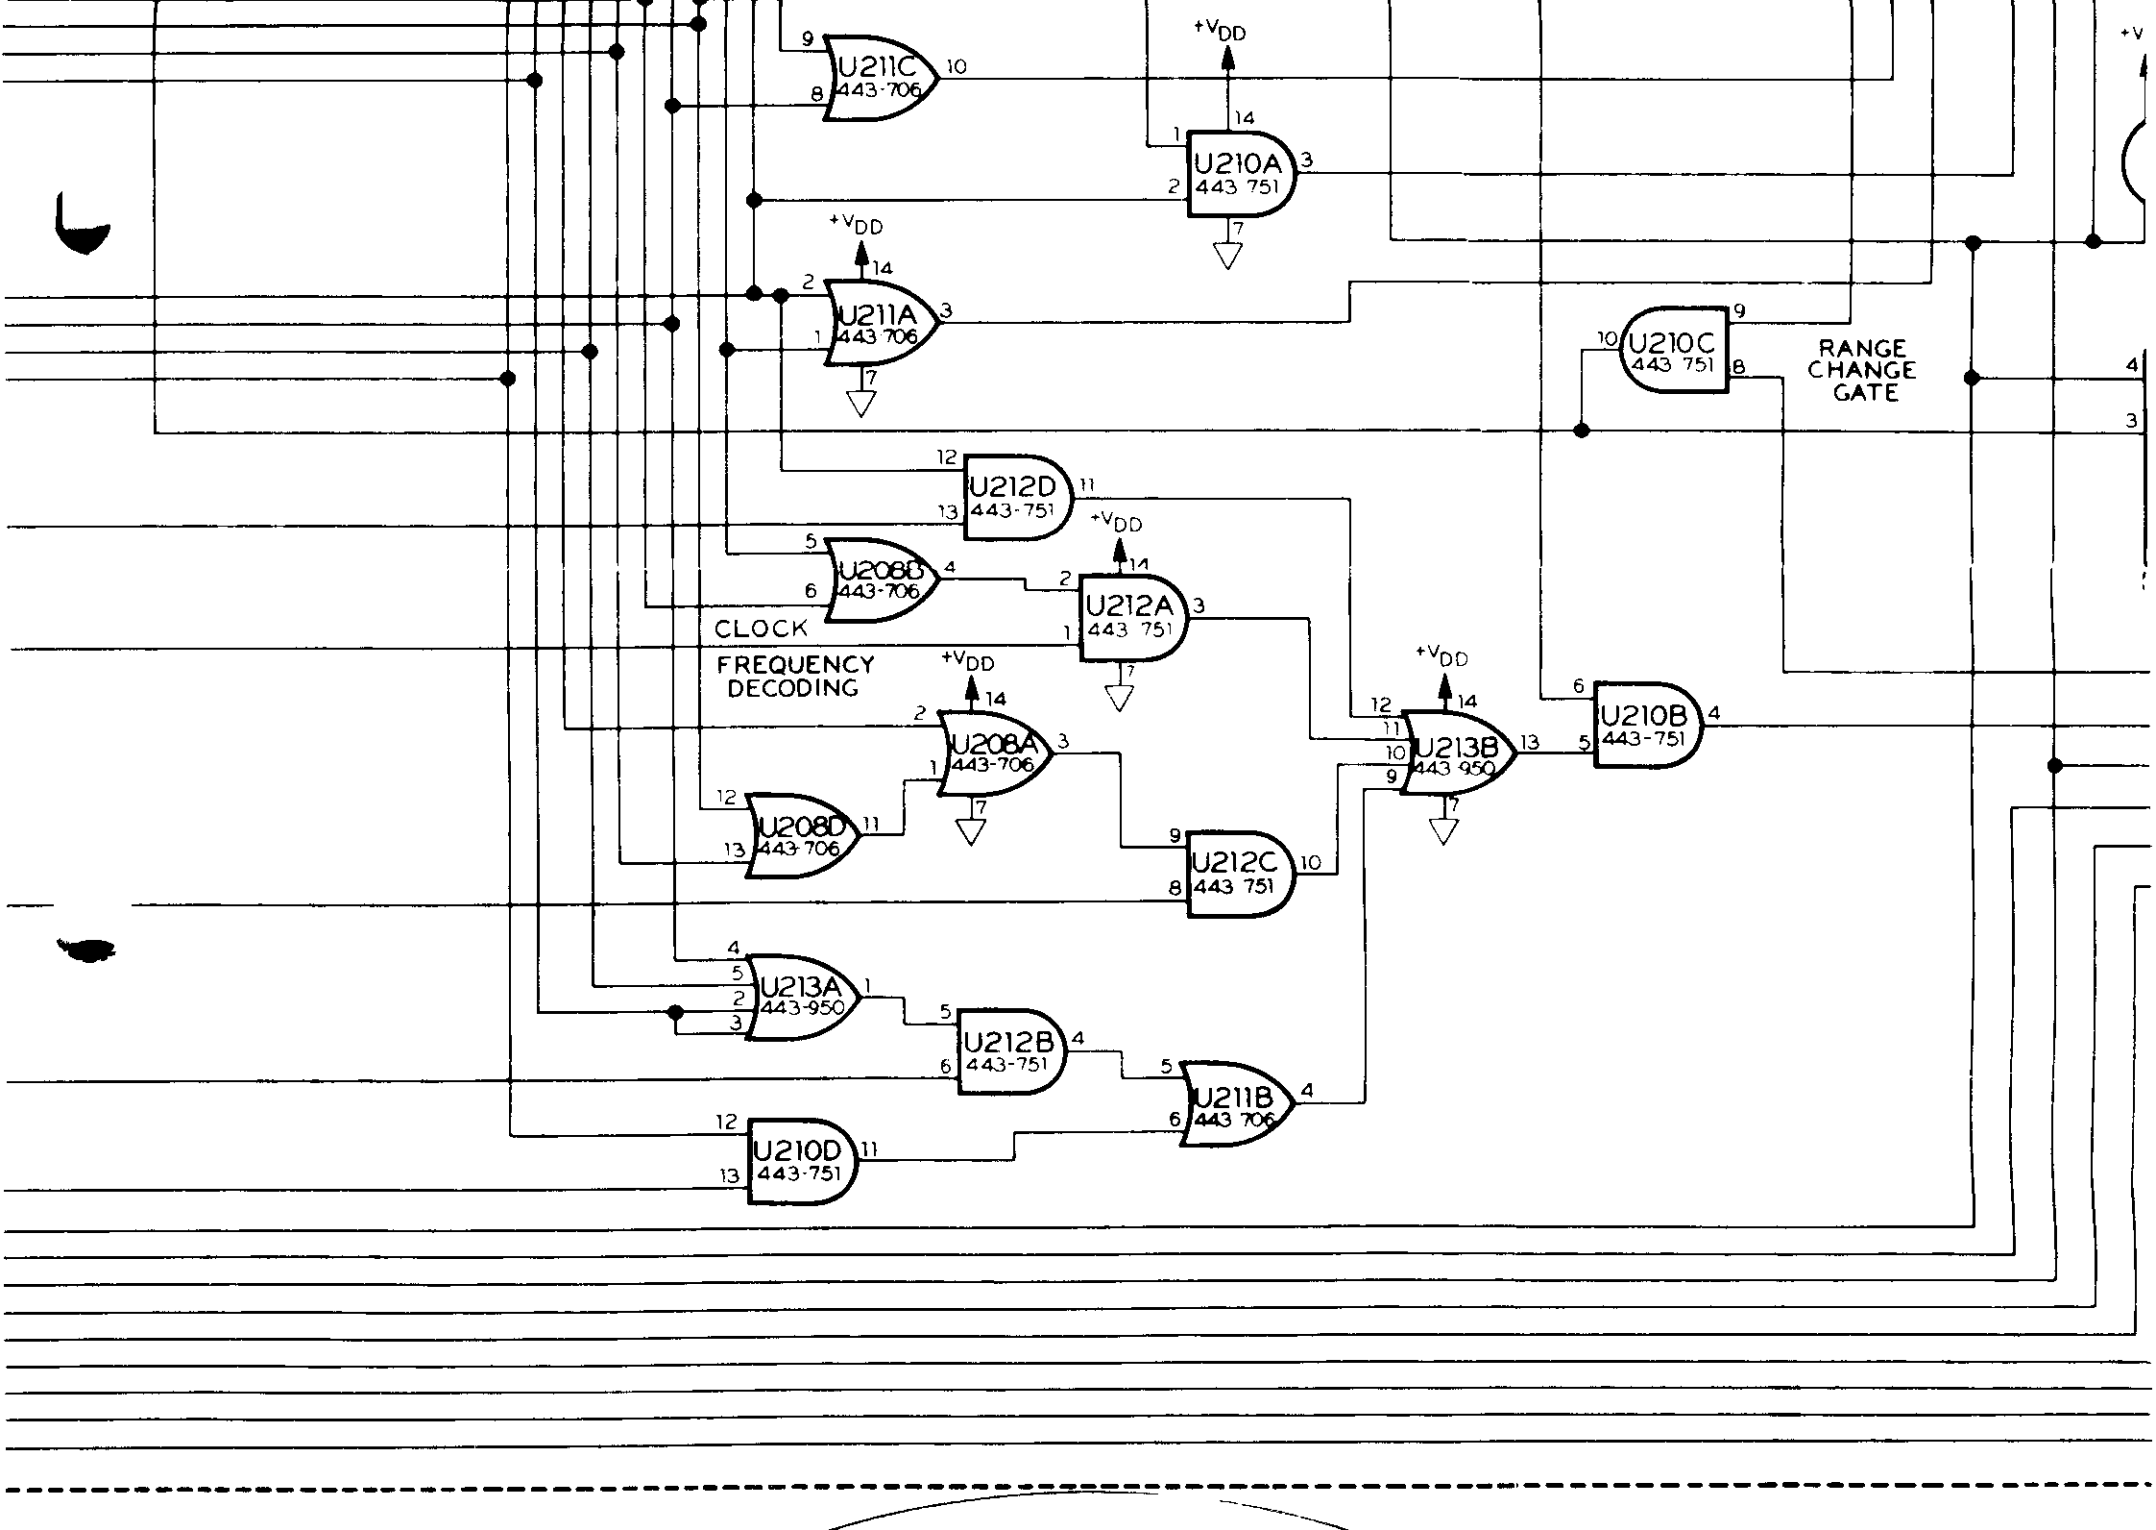 +VDD
+V
9
U211C
443-706
10
8
14
1
U210A
443 751
3
2
7
+VDD
14
2
U211A
443 706
3
1
7
9
10
U210C
443 751
8
RANGE
CHANGE
GATE
4
3
12
U212D
443-751
11
13
+VDD
14
5
U208B
443-706
4
6
2
U212A
443 751
3
1
7
CLOCK
FREQUENCY
DECODING
+VDD
14
2
U208A
443-706
3
1
7
+VDD
14
12
11
10
9
U213B
443 950
13
7
6
U210B
443-751
4
5
12
U208D
443-706
11
13
9
U212C
443 751
10
8
4
5
2
3
U213A
443-950
1
5
U212B
443-751
4
6
5
U211B
443 706
4
6
12
U210D
443-751
11
13